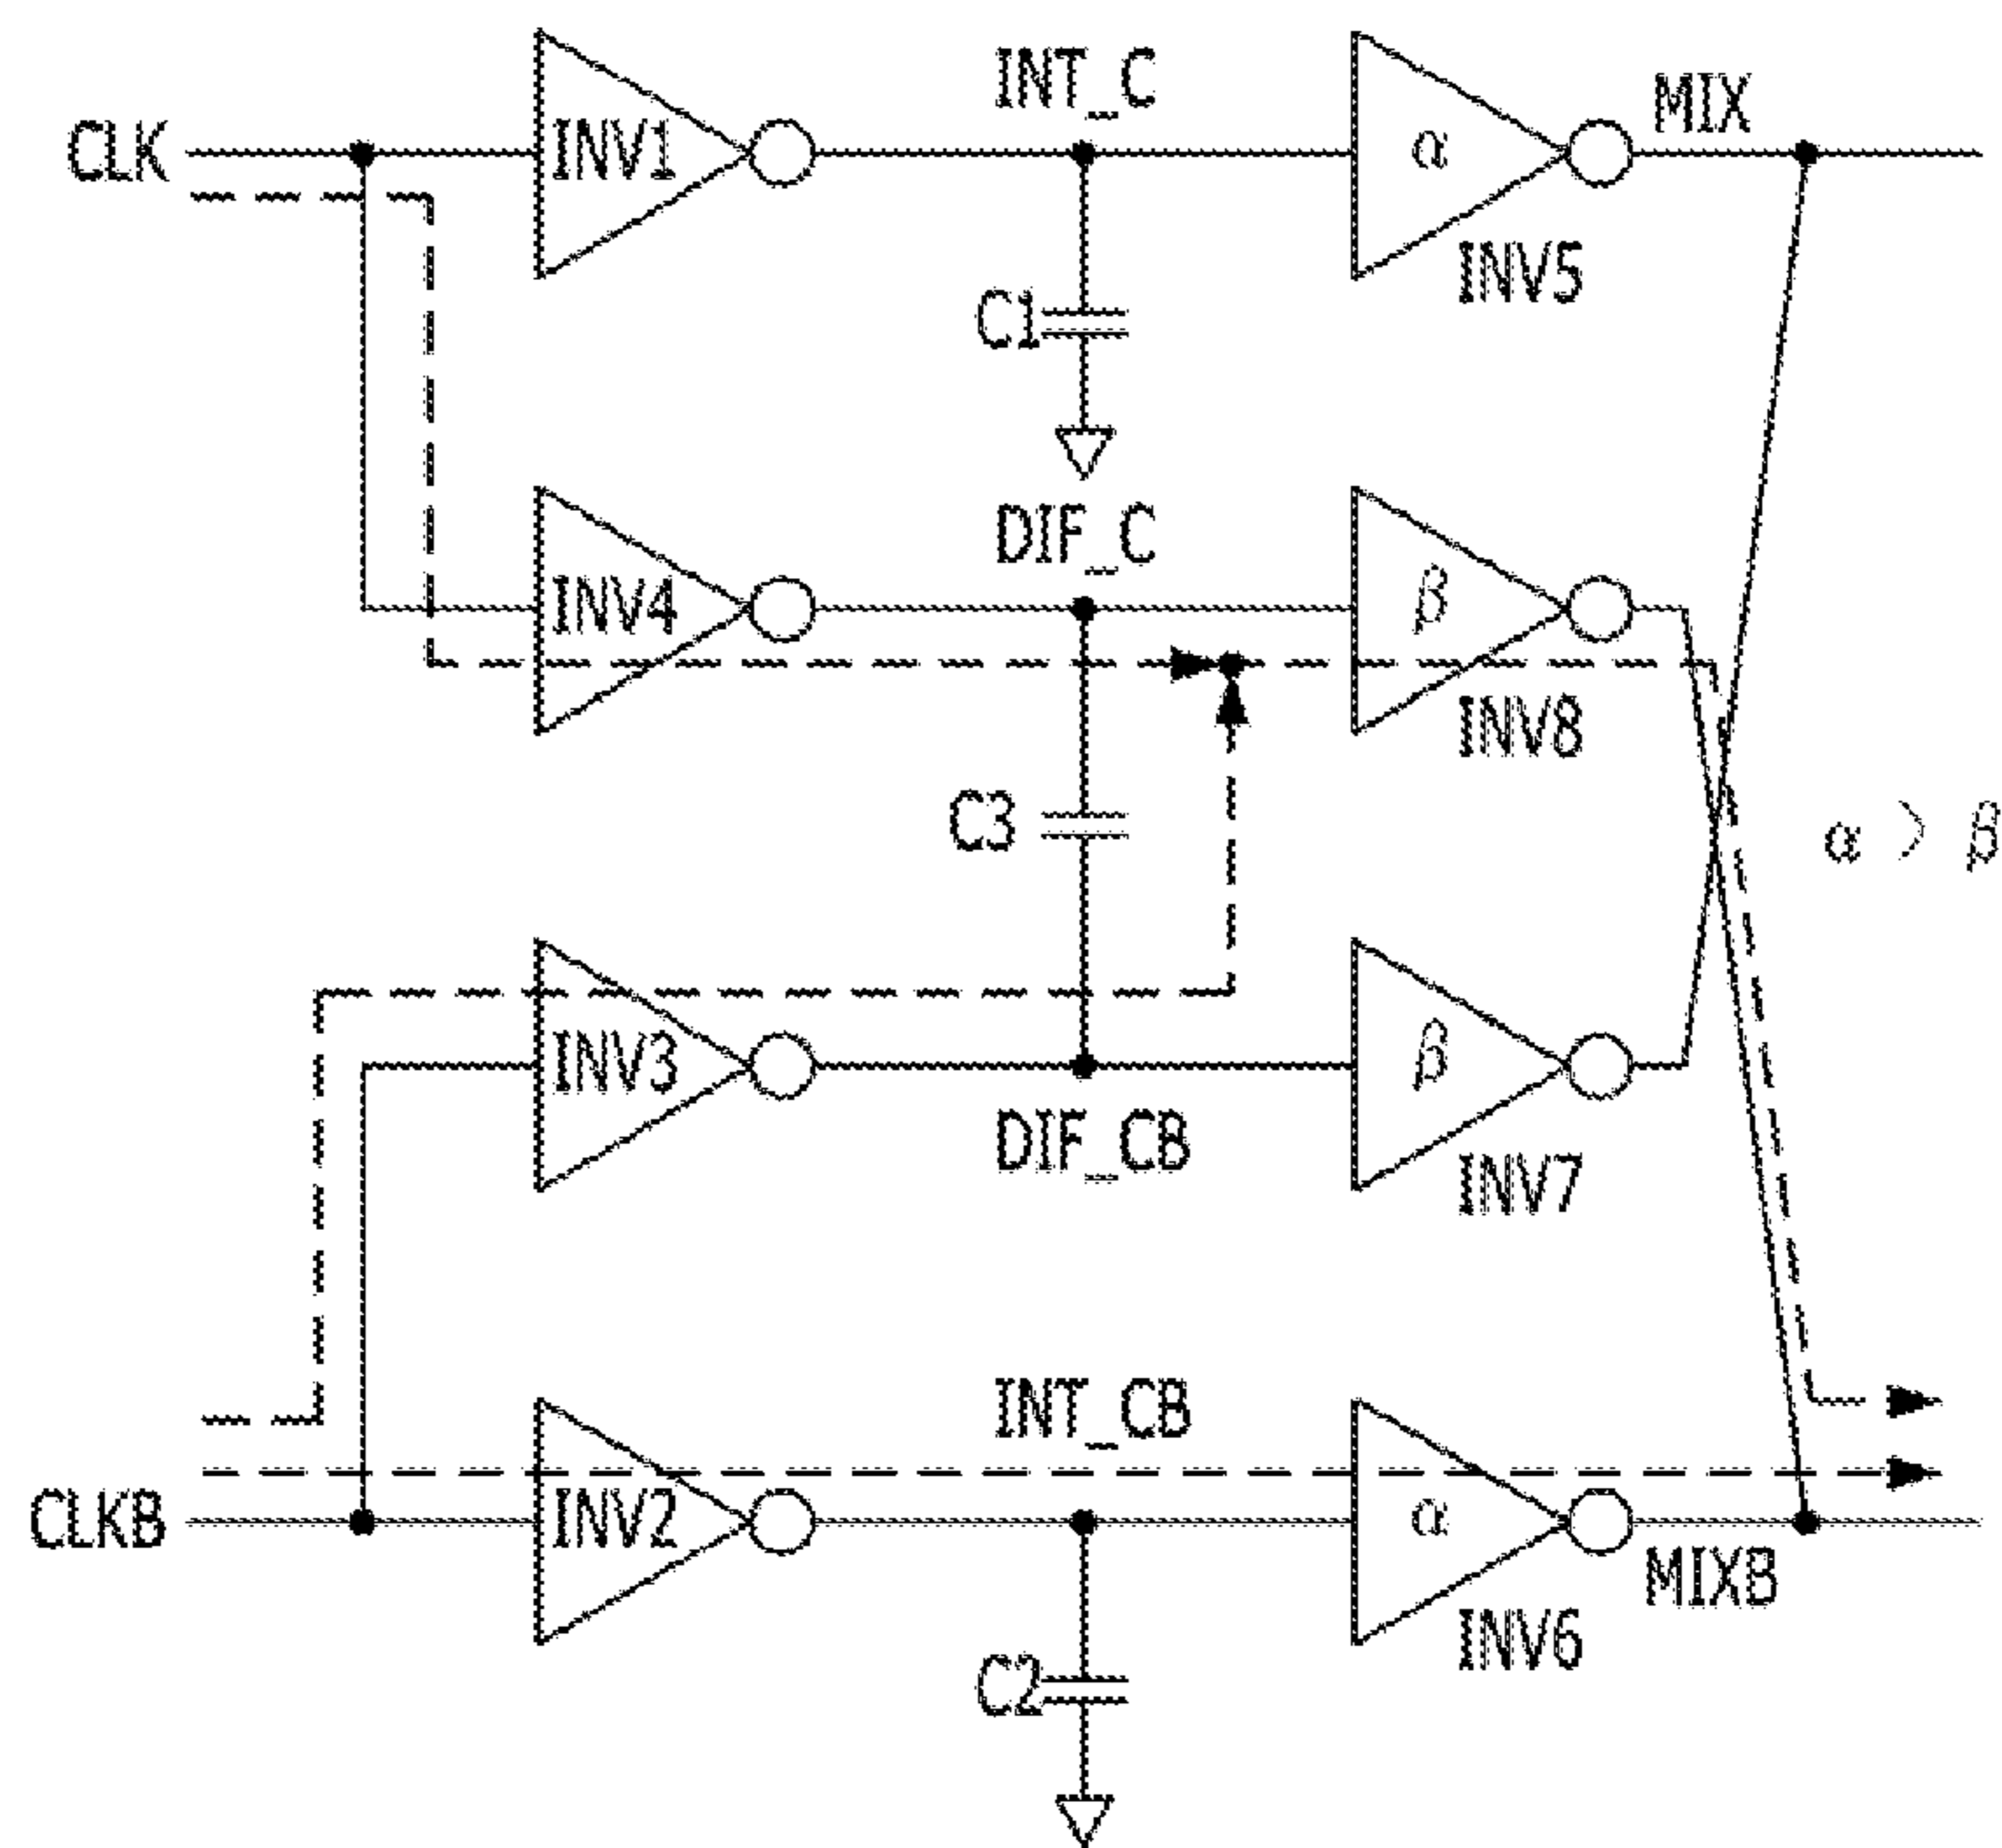 INT_C
MIX
CLK
INV1
α
INV5
C1
DIF_C
INV4
β
INV8
C3
α > β
INV3
β
DIF_CB
INV7
INT_CB
CLKB
INV2
α
MIXB
INV6
C2